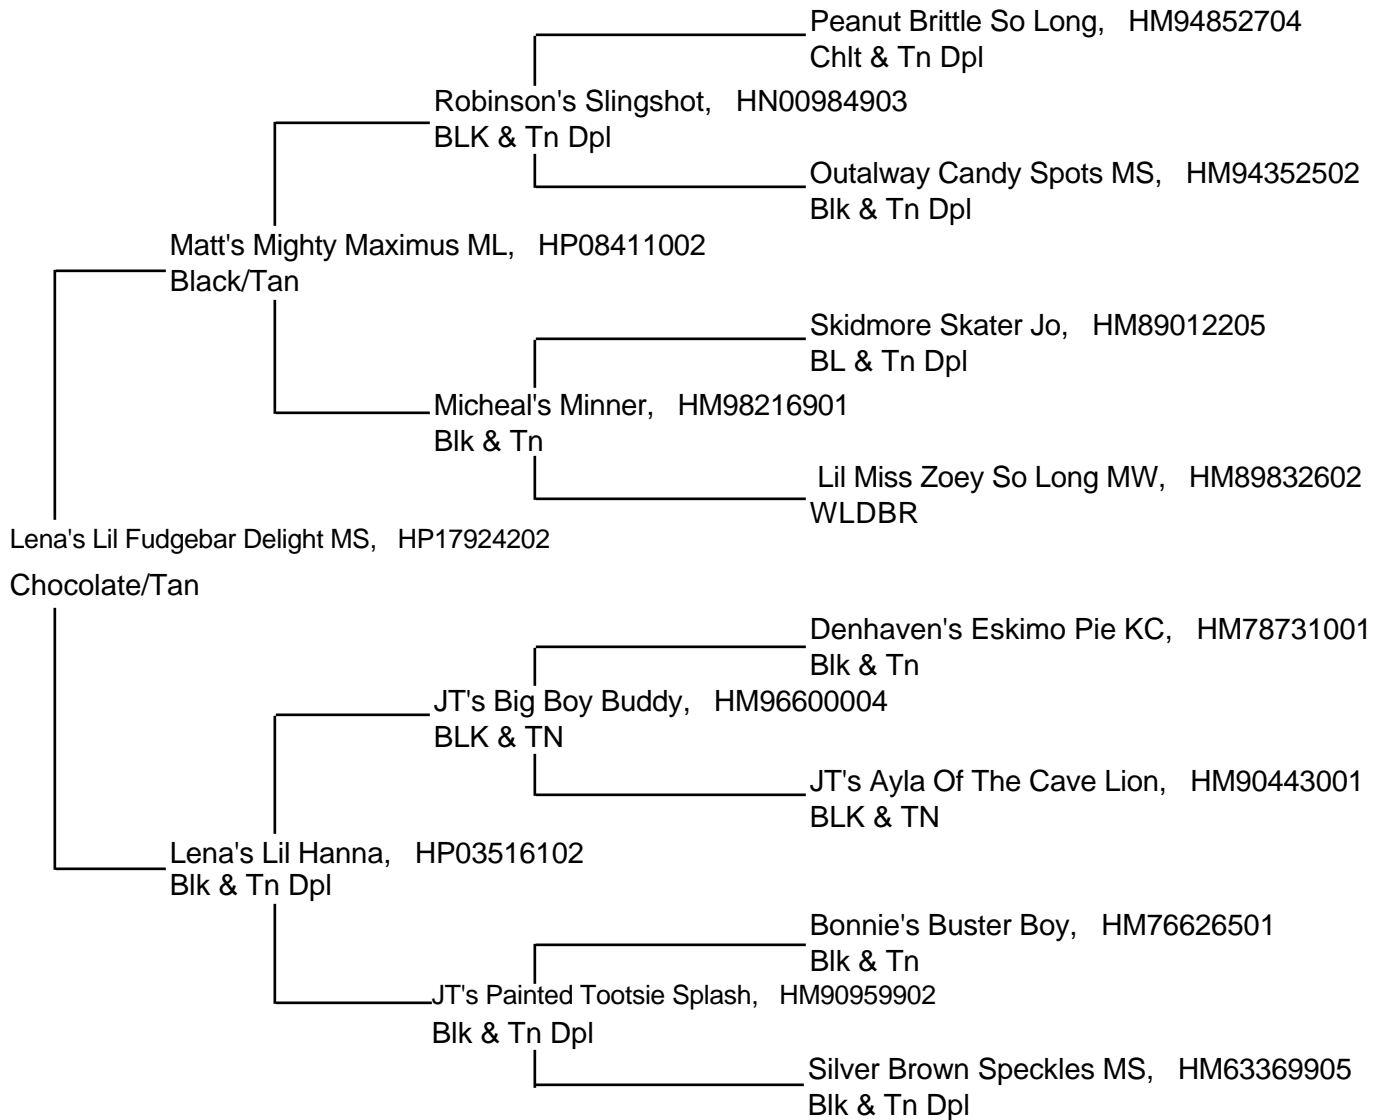 Peanut Brittle So Long, HM94852704
Chlt & Tn Dpl
Robinson's Slingshot, HN00984903
BLK & Tn Dpl
Outalway Candy Spots MS, HM94352502
Blk & Tn Dpl
Matt's Mighty Maximus ML, HP08411002
Black/Tan
Skidmore Skater Jo, HM89012205
BL & Tn Dpl
Micheal's Minner, HM98216901
Blk & Tn
Lil Miss Zoey So Long MW, HM89832602
WLDBR
Lena's Lil Fudgebar Delight MS, HP17924202
Chocolate/Tan
Denhaven's Eskimo Pie KC, HM78731001
Blk & Tn
JT's Big Boy Buddy, HM96600004
BLK & TN
JT's Ayla Of The Cave Lion, HM90443001
BLK & TN
Lena's Lil Hanna, HP03516102
Blk & Tn Dpl
Bonnie's Buster Boy, HM76626501
Blk & Tn
JT's Painted Tootsie Splash, HM90959902
Blk & Tn Dpl
Silver Brown Speckles MS, HM63369905
Blk & Tn Dpl